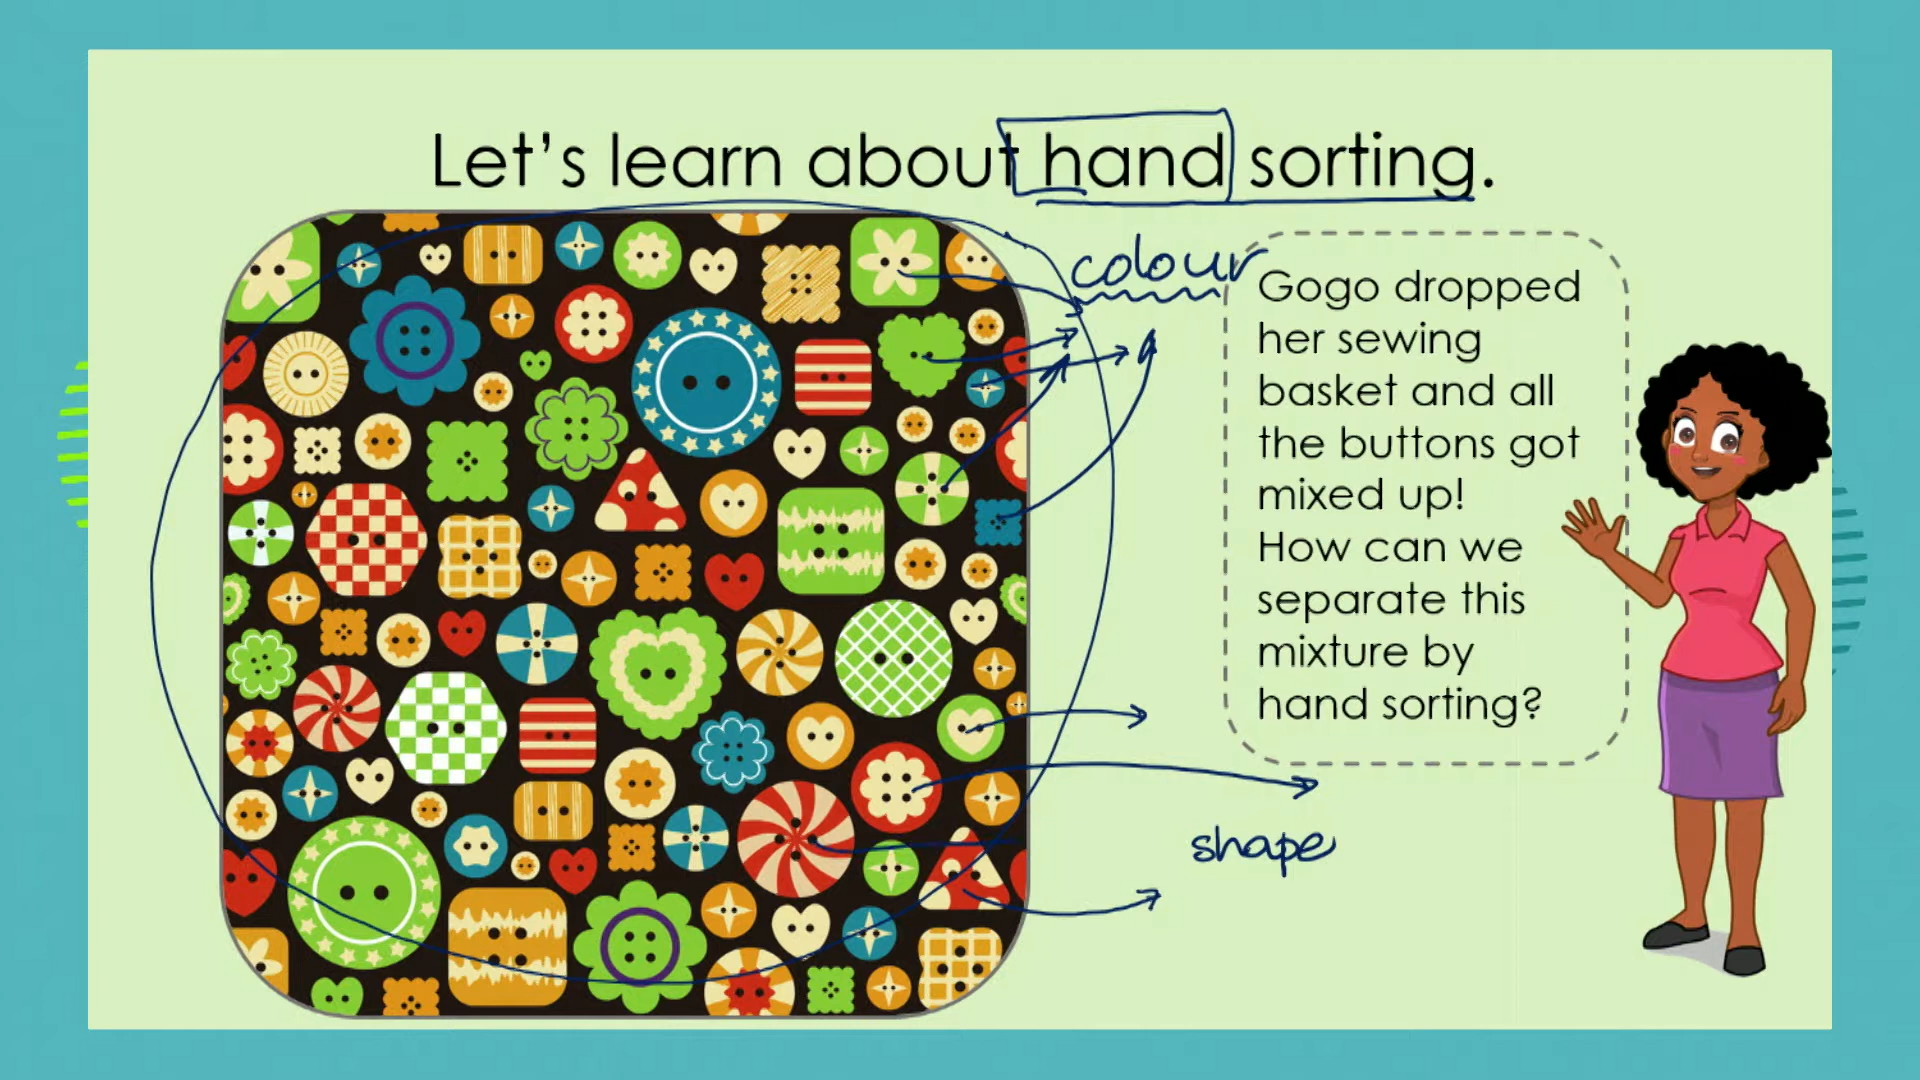 Let's learn about hand sorting.
colour
Gogo dropped
her sewing
basket and all
the buttons got
mixed up!
How can we
separate this
mixture by
hand sorting?
shape